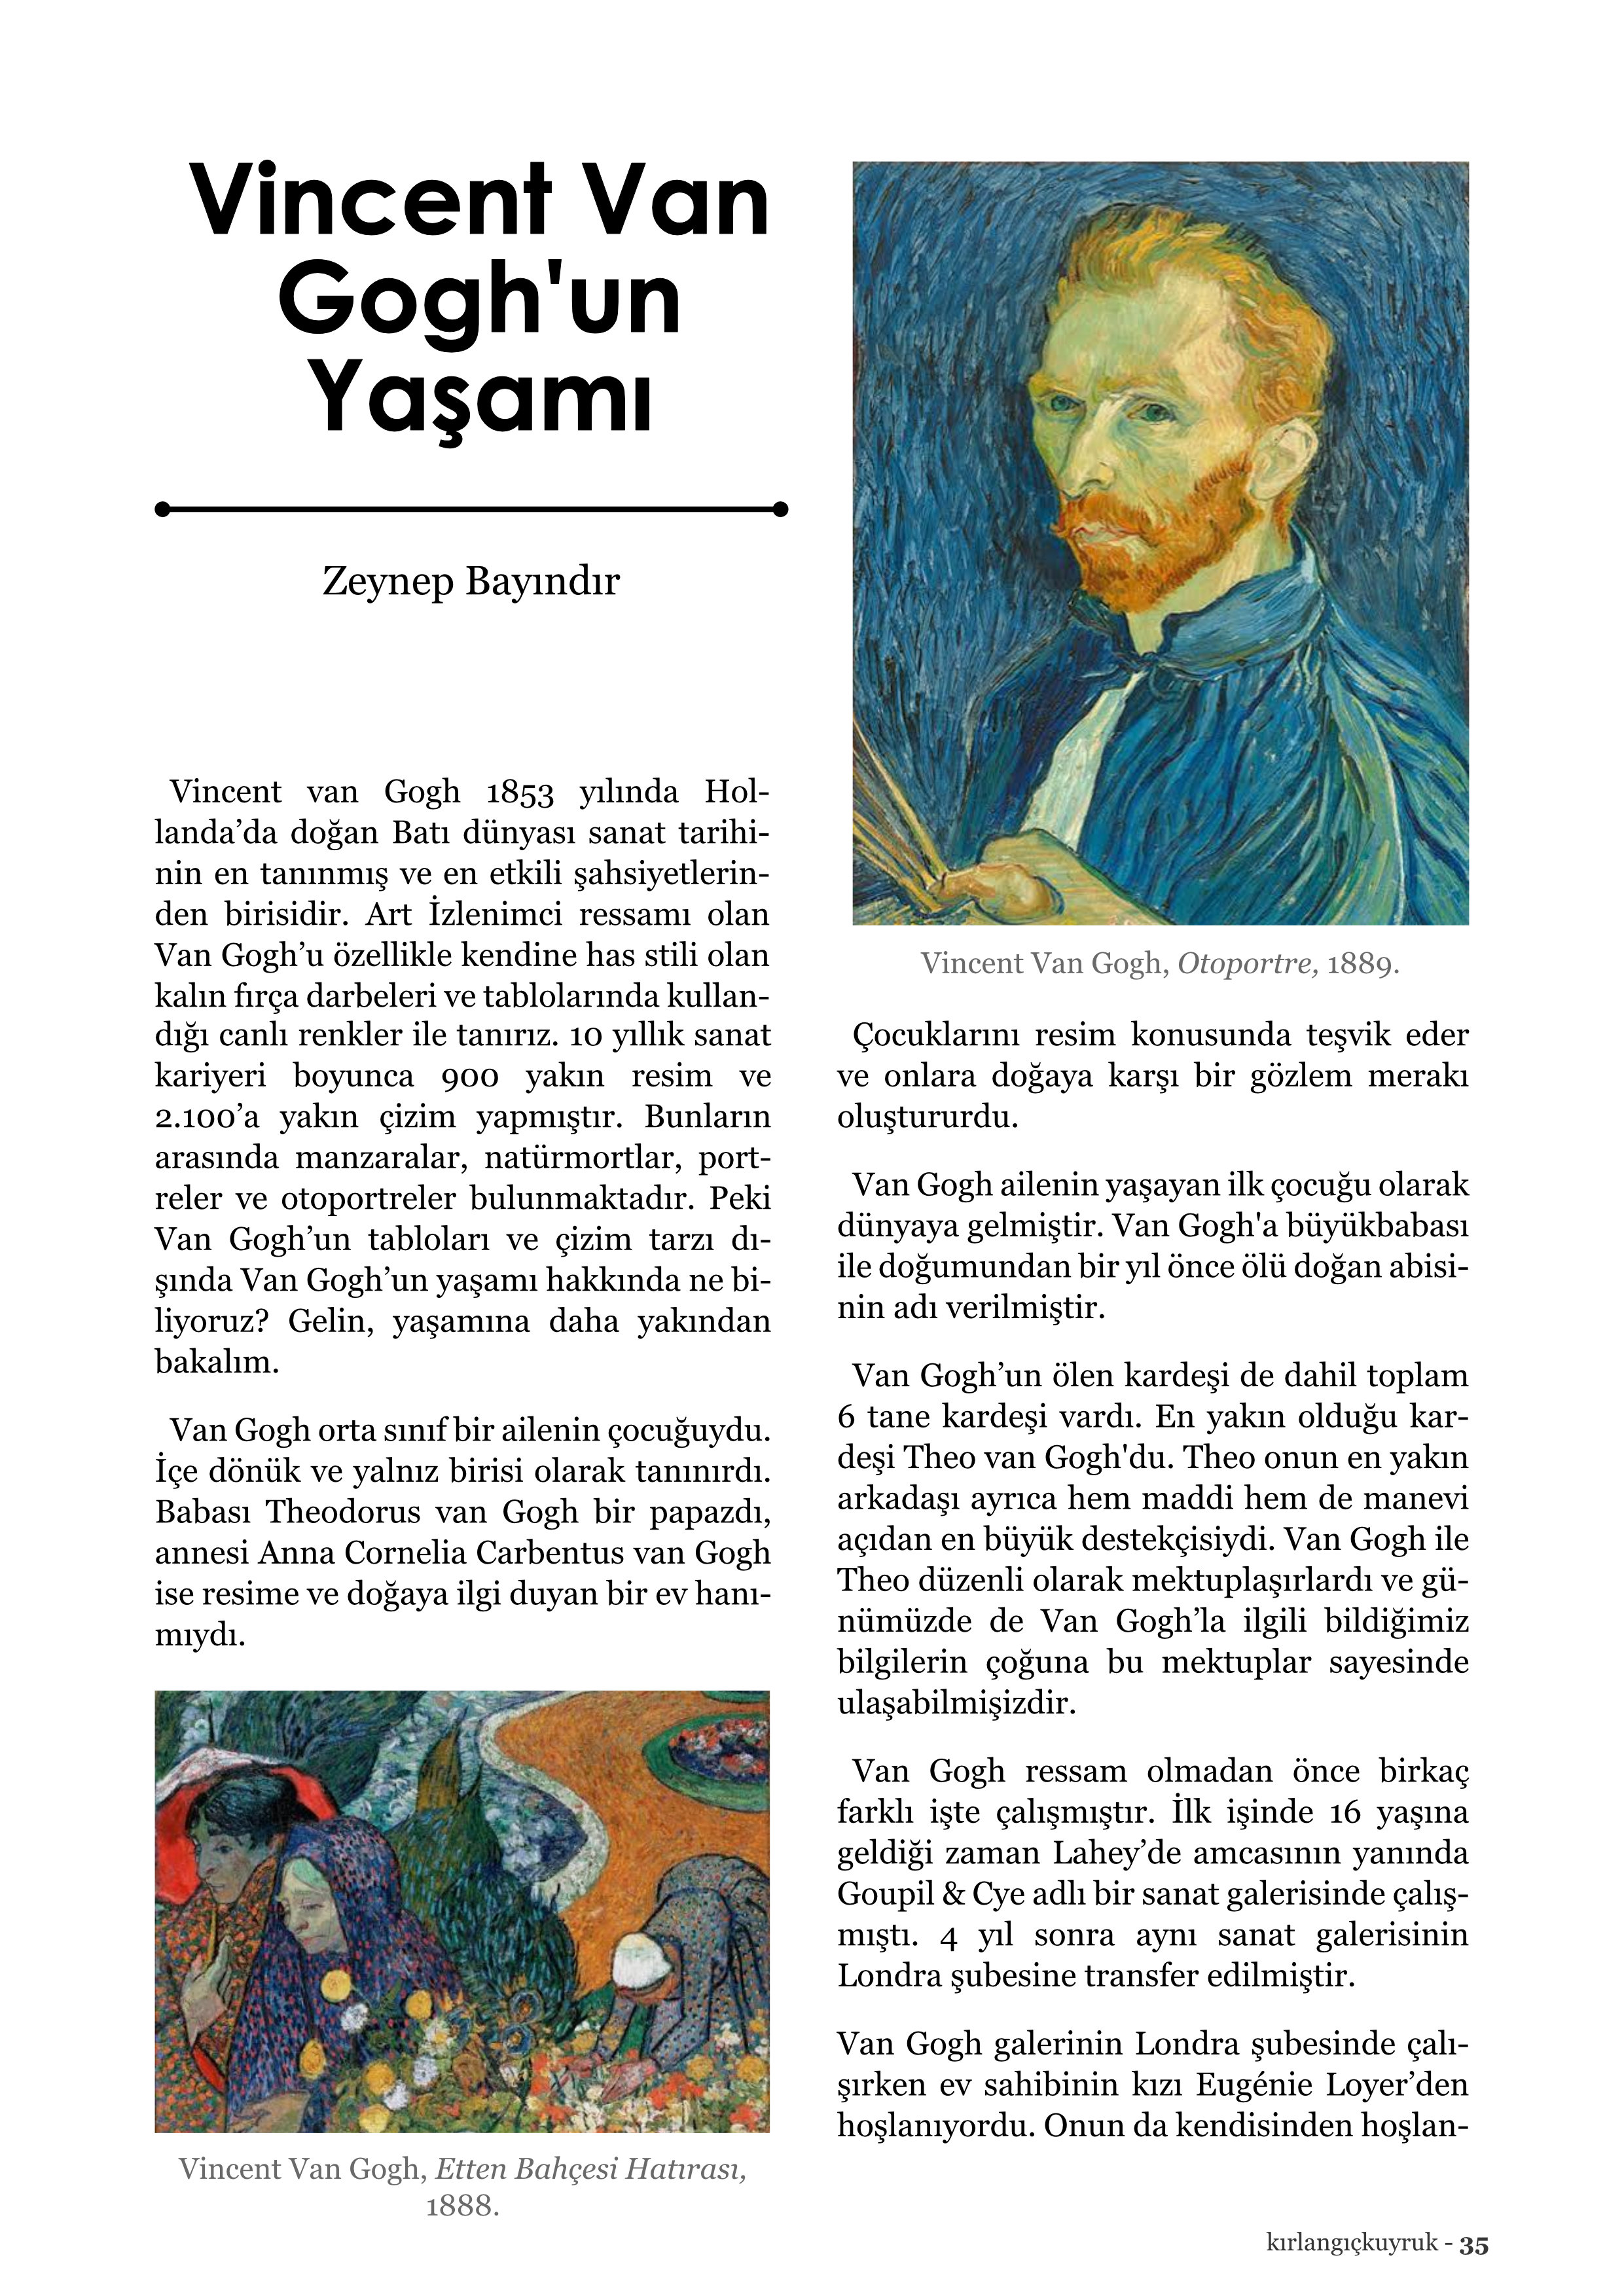 Vincent Van
Gogh'un
Yaşamı
Zeynep Bayındır
Vincent van Gogh 1853 yılında Hol-
landa’da doğan Batı dünyası sanat tarihi-
nin en tanınmış ve en etkili şahsiyetlerin-
den birisidir. Art İzlenimci ressamı olan
Van Gogh’u özellikle kendine has stili olan
kalın fırça darbeleri ve tablolarında kullan-
dığı canlı renkler ile tanırız. 10 yıllık sanat
kariyeri boyunca 900 yakın resim ve
2.100’a yakın çizim yapmıştır. Bunların
arasında manzaralar, natürmortlar, port-
reler ve otoportreler bulunmaktadır. Peki
Van Gogh’un tabloları ve çizim tarzı dı-
şında Van Gogh’un yaşamı hakkında ne bi-
liyoruz? Gelin, yaşamına daha yakından
bakalım.
Van Gogh orta sınıf bir ailenin çocuğuydu.
İçe dönük ve yalnız birisi olarak tanınırdı.
Babası Theodorus van Gogh bir papazdı,
annesi Anna Cornelia Carbentus van Gogh
ise resime ve doğaya ilgi duyan bir ev hanı-
mıydı.
Vincent Van Gogh, Etten Bahçesi Hatırası,
1888.
Vincent Van Gogh, Otoportre, 1889.
Çocuklarını resim konusunda teşvik eder
ve onlara doğaya karşı bir gözlem merakı
oluştururdu.
Van Gogh ailenin yaşayan ilk çocuğu olarak
dünyaya gelmiştir. Van Gogh'a büyükbabası
ile doğumundan bir yıl önce ölü doğan abisi-
nin adı verilmiştir.
Van Gogh’un ölen kardeşi de dahil toplam
6 tane kardeşi vardı. En yakın olduğu kar-
deşi Theo van Gogh'du. Theo onun en yakın
arkadaşı ayrıca hem maddi hem de manevi
açıdan en büyük destekçisiydi. Van Gogh ile
Theo düzenli olarak mektuplaşırlardı ve gü-
nümüzde de Van Gogh’la ilgili bildiğimiz
bilgilerin çoğuna bu mektuplar sayesinde
ulaşabilmişizdir.
Van Gogh ressam olmadan önce birkaç
farklı işte çalışmıştır. İlk işinde 16 yaşına
geldiği zaman Lahey’de amcasının yanında
Goupil & Cye adlı bir sanat galerisinde çalış-
mıştı. 4 yıl sonra aynı sanat galerisinin
Londra şubesine transfer edilmiştir.
Van Gogh galerinin Londra şubesinde çalı-
şırken ev sahibinin kızı Eugénie Loyer’den
hoşlanıyordu. Onun da kendisinden hoşlan-
kırlangıçkuyruk - 35